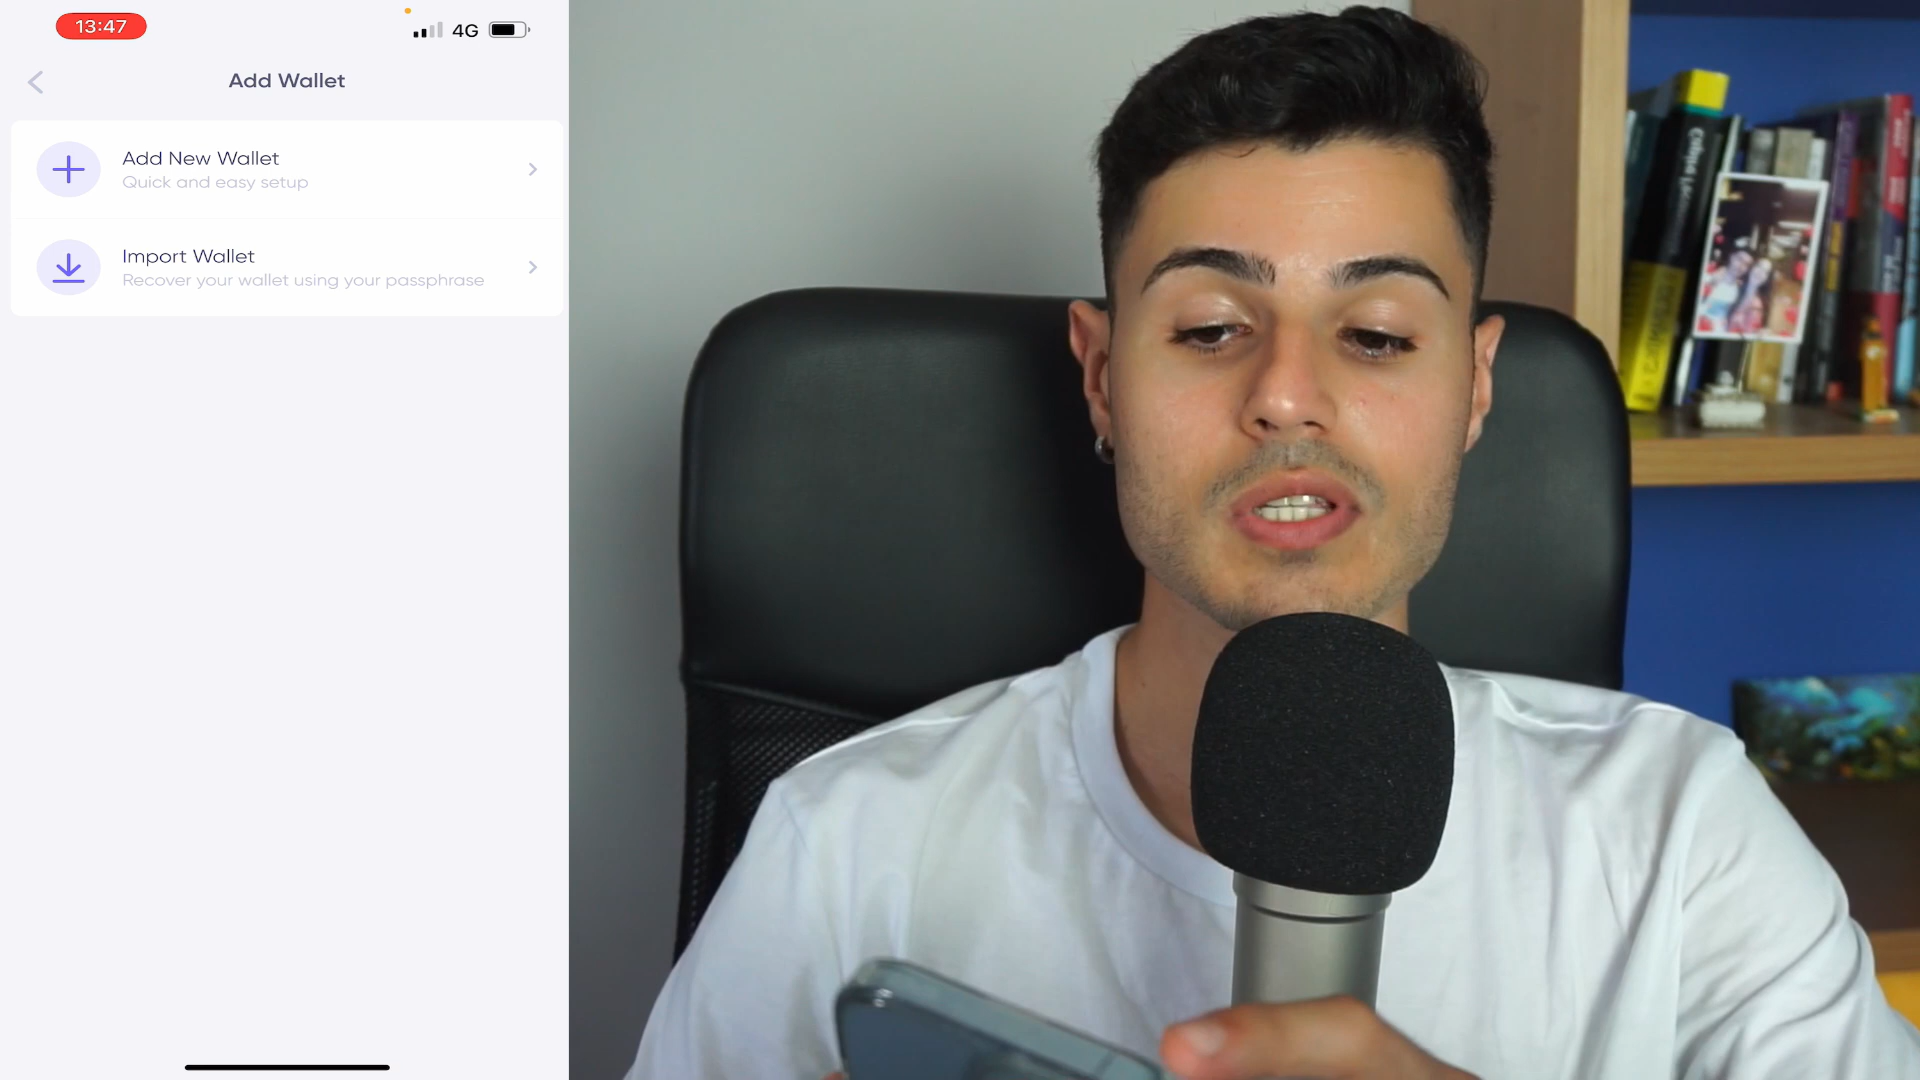 13:47
4G
Add Wallet
Add New Wallet
Quick and easy setup
Import Wallet
Recover your wallet using your passphrase